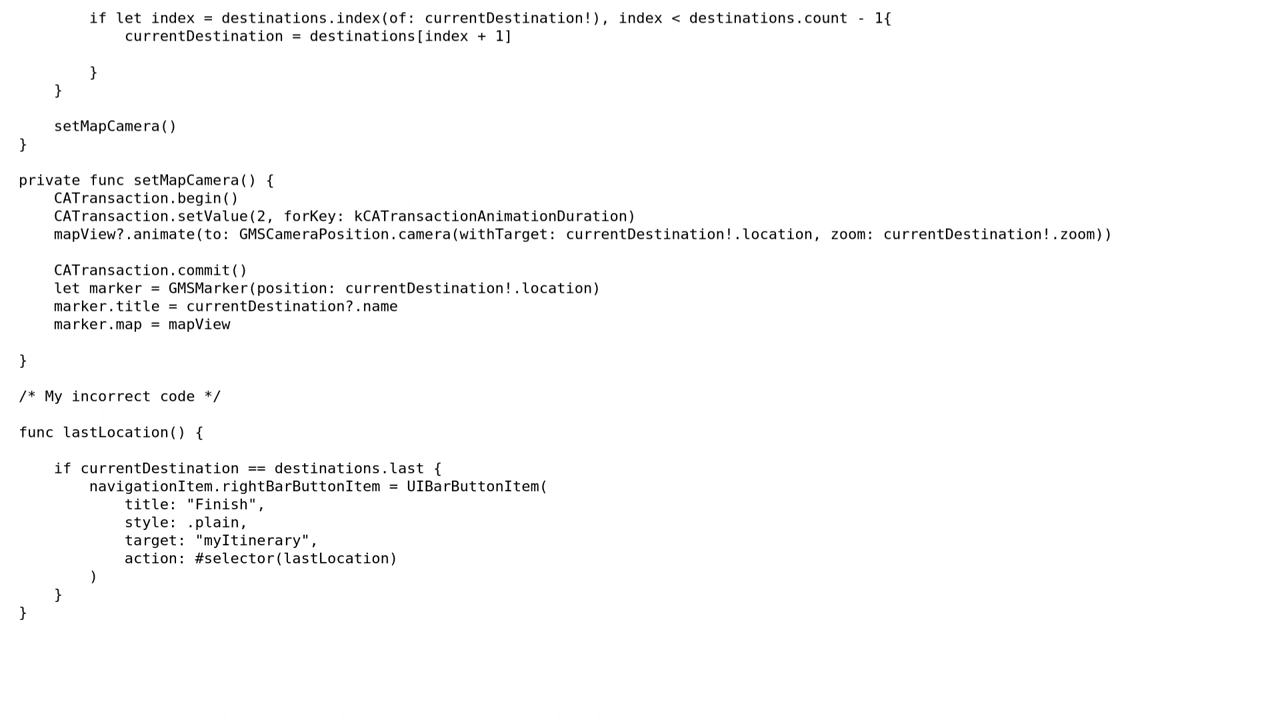 if let index = destinations.index(of: currentDestination!), index < destinations.count - 1{
currentDestination = destinations[index + 1]
}
}
setMapCamera()
}
private func setMapCamera() {
CATransaction.begin()
CATransaction.setValue(2, forKey: kCATransactionAnimationDuration)
mapView?.animate(to: GMSCameraPosition.camera(withTarget: currentDestination!.location, zoom: currentDestination!.zoom))
CATransaction.commit()
let marker = GMSMarker(position: currentDestination!.location)
marker.title = currentDestination?.name
marker.map = mapView
}
/* My incorrect code */
func lastLocation() {
if currentDestination == destinations.last {
navigationItem.rightBarButtonItem = UIBarButtonItem(
title: "Finish",
style: .plain,
target: "myItinerary",
action: #selector(lastLocation)
)
}
}